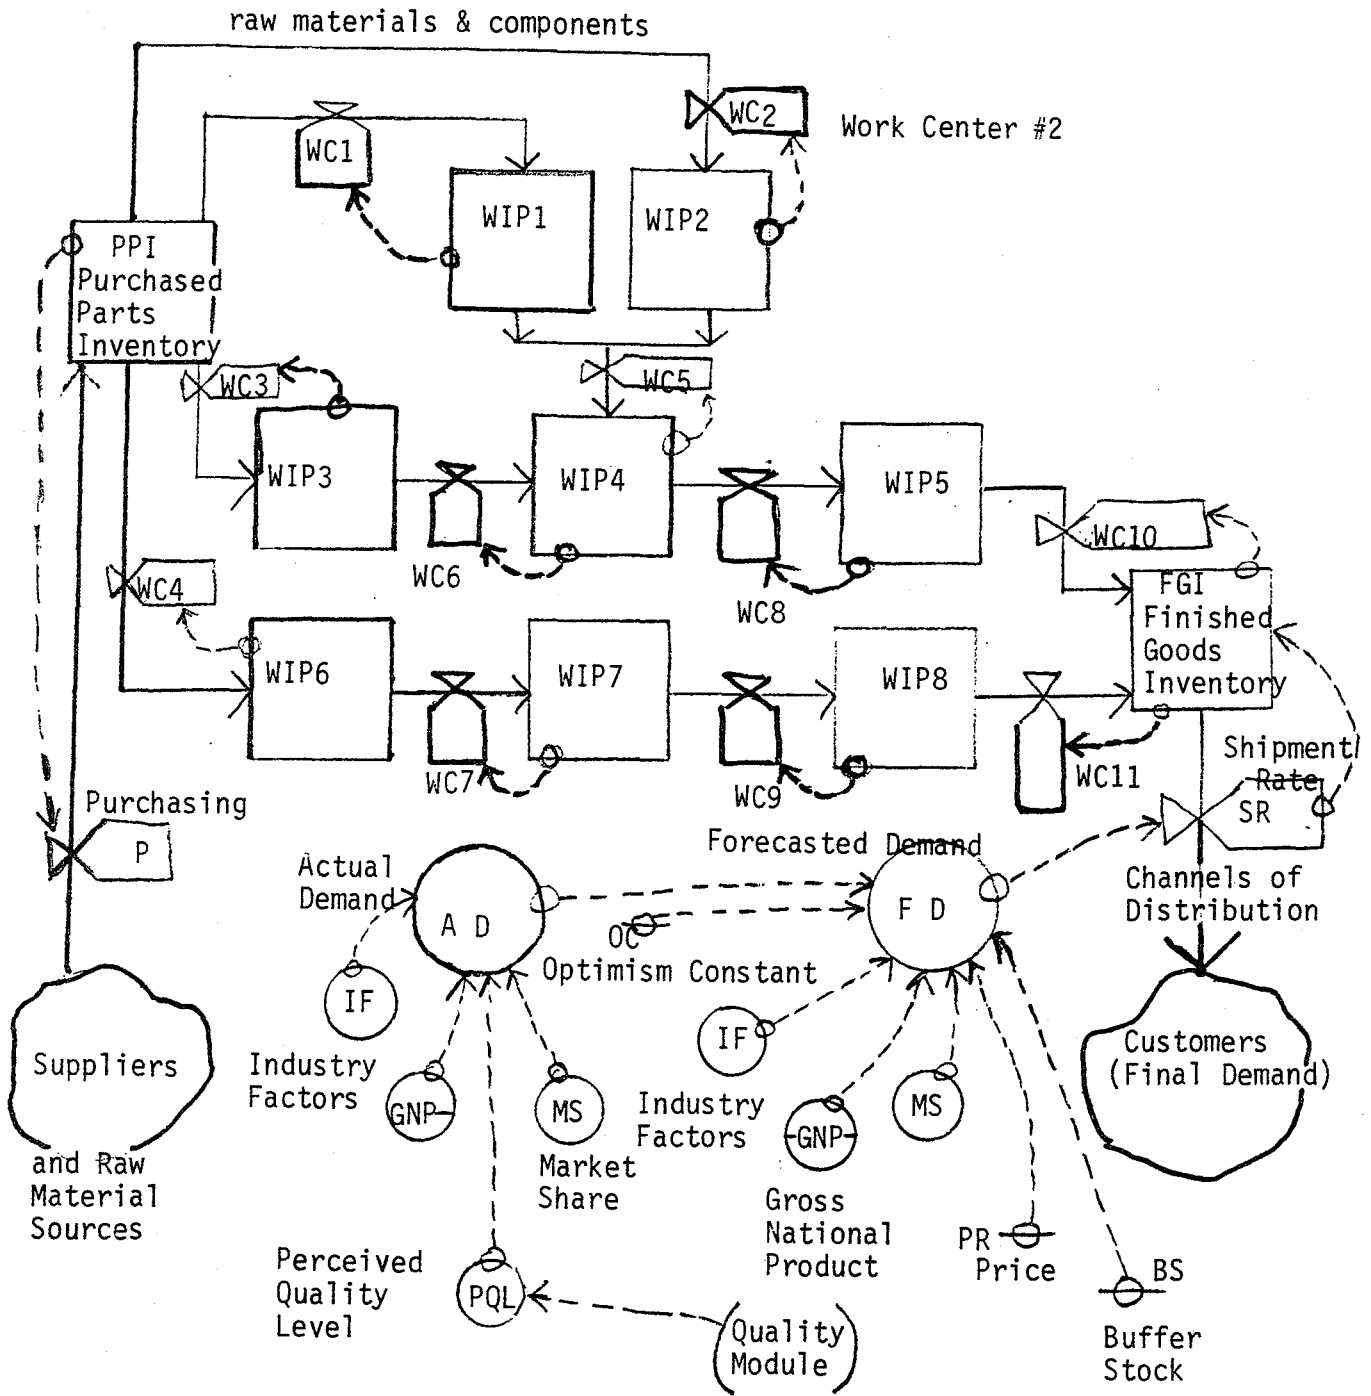 raw materials & components
WC2
Work Center #2
WC1
WIP1
WIP2
PPI
Purchased
Parts
Inventory
WC3
WC5
WIP3
WIP4
WIP5
WC10
WC6
WC4
WC8
FGI
Finished
Goods
Inventory
WIP6
WIP7
WIP8
WC7
WC9
WC11
Shipment
Rate
SR
Purchasing
P
Forecasted Demand
Actual
Demand
A D
F D
Channels of
Distribution
OC
Optimism Constant
IF
IF
Suppliers
and Raw
Material
Sources
Customers
(Final Demand)
Industry
Factors
GNP
MS
Market
Share
Industry
Factors
GNP
MS
Gross
National
Product
PR
Price
BS
Buffer
Stock
Perceived
Quality
Level
PQL
(Quality
Module)